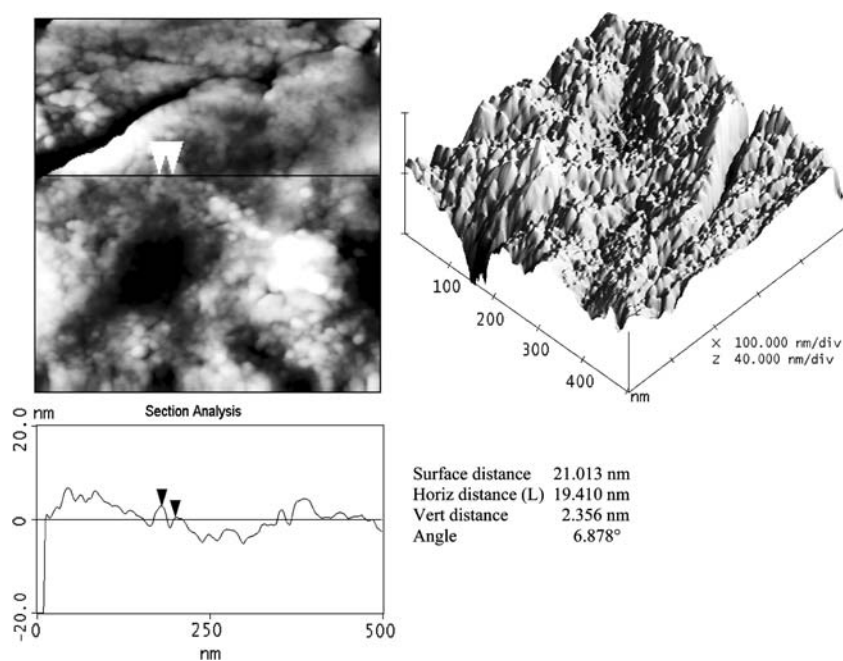 100
200
300
400
nm
X 100.000 nm/div
Z 40.000 nm/div
Section Analysis
nm
20.0
0
-20.0
0
250
500
nm
Surface distance 21.013 nm
Horiz distance (L) 19.410 nm
Vert distance 2.356 nm
Angle 6.878°